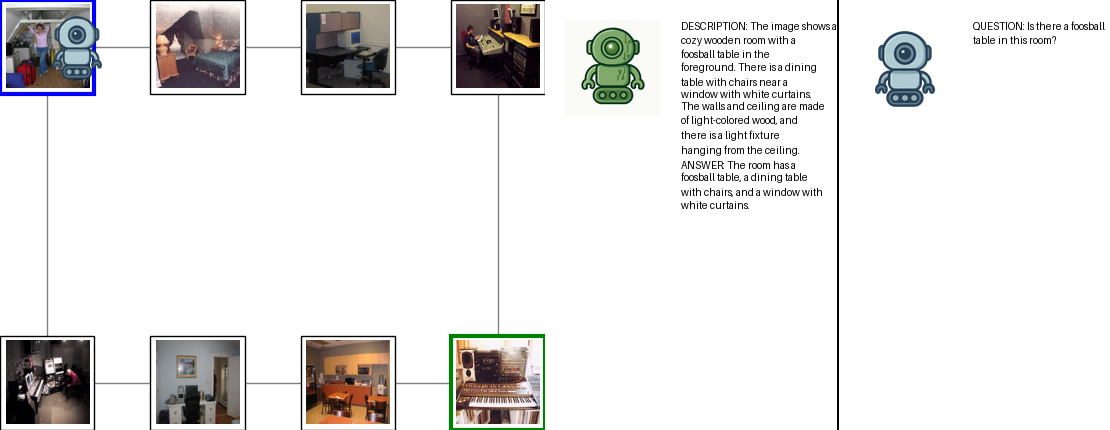 DESCRIPTION: The image shows a
cozy wooden room with a
foosball table in the
foreground. There is a dining
table with chairs near a
window with white curtains.
The walls and ceiling are made
of light-colored wood, and
there is a light fixture
hanging from the ceiling.
ANSWER: The room has a
foosball table, a dining table
with chairs, and a window with
white curtains.
QUESTION: Is there a foosball
table in this room?